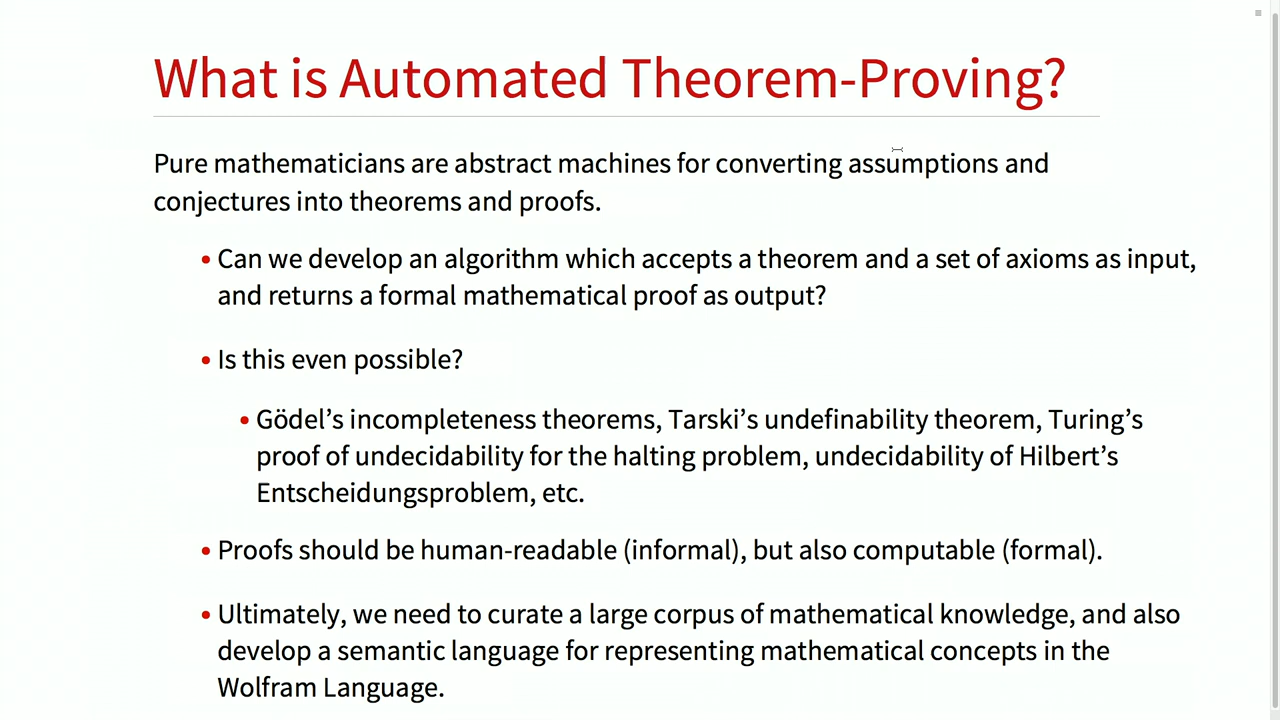 What is Automated Theorem-Proving?
Pure mathematicians are abstract machines for converting assumptions and
conjectures into theorems and proofs.
• Can we develop an algorithm which accepts a theorem and a set of axioms as input,
and returns a formal mathematical proof as output?
• Is this even possible?
• Gödel’s incompleteness theorems, Tarski’s undefinability theorem, Turing’s
proof of undecidability for the halting problem, undecidability of Hilbert’s
Entscheidungsproblem, etc.
• Proofs should be human-readable (informal), but also computable (formal).
• Ultimately, we need to curate a large corpus of mathematical knowledge, and also
develop a semantic language for representing mathematical concepts in the
Wolfram Language.